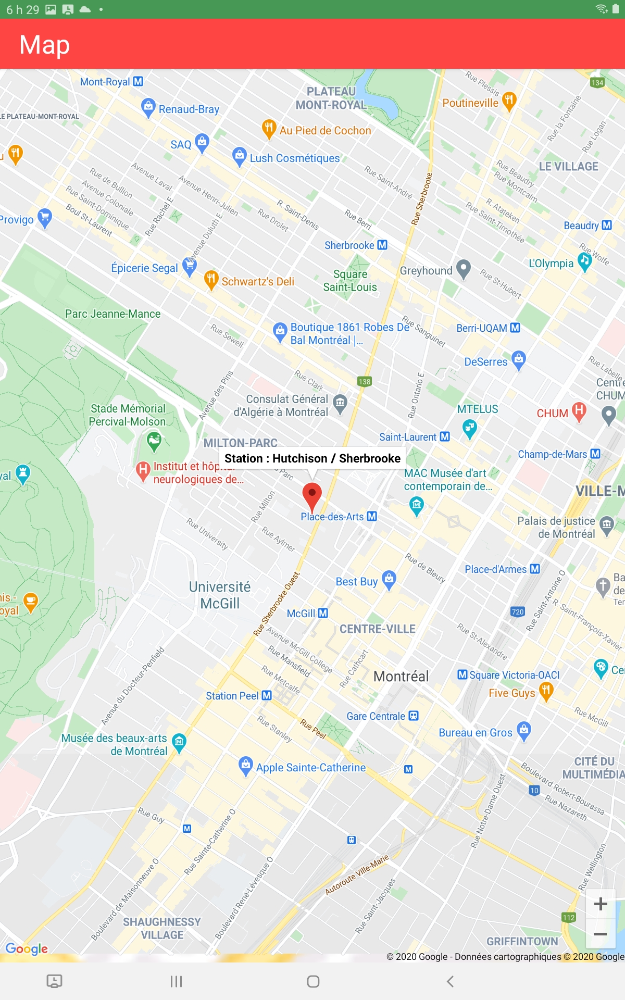 6 h 29
Map
Mont-Royal M
PLATEAU
MONT-ROYAL
Rue Plessis
134
Poutineville
Renaud-Bray
LE PLATEAU-MONT-ROYAL
Rue la Fontaine
Rue Logan
Au Pied de Cochon
SAQ
Lush Cosmétiques
LE VILLAGE
Rue de Bullion
Avenue Laval
Avenue Coloniale
Avenue Henri-Julien
Rue Saint-Dominique
Boul St-Laurent
Rue Rachel E
Avenue Duluth E
Rue Saint-André
Rue Sherbrooke
Rue Beaudry
Rue Montcalm
R. Atateken
Rue Saint-Timothée
R. Saint-Denis
Rue Drolet
Rue Berri
Provigo
Beaudry M
Sherbrooke M
Rue Wolfe
L'Olympia
Épicerie Segal
Schwartz's Deli
Square
Saint-Louis
Greyhound
Rue St-Hubert
Parc Jeanne-Mance
Rue Sewell
Boutique 1861 Robes De
Bal Montréal |...
Rue Sanguinet
Berri-UQAM M
DeSerres
Rue Labelle
Rue Clark
138
Rue Ontario E
Avenue des Pins
Consulat Général
d'Algérie à Montréal
Centre
CHUM
Stade Mémorial
Percival-Molson
MTELUS
CHUM
MILTON-PARC
Saint-Laurent M
Station : Hutchison / Sherbrooke
Champ-de-Mars M
Institut et hôpital
neurologiques de...
Parc
MAC Musée d'art
contemporain de...
VILLE-M
Rue Milton
Place-des-Arts M
Palais de justice
de Montréal
Rue University
Rue Aylmer
Rue de Bleury
Place-d'Armes M
Université
McGill
Best Buy
Rue Sherbrooke Ouest
McGill M
CENTRE-VILLE
720
Rue Saint-Antoine O
R. Saint-François-Xavier
Ba
de
Ter
Rue St-Alexandre
Avenue McGill College
Rue Mansfield
Rue Metcalfe
Rue Cathcart
Avenue du Docteur-Penfield
Montréal
M Square Victoria-OACI
Cen
Five Guys
Station Peel M
Gare Centrale
Rue McGill
Rue Peel
Rue Stanley
Bureau en Gros
Musée des beaux-arts
de Montréal
Apple Sainte-Catherine
M
CITÉ DU
MULTIMÉDIA
Boulevard Robert-Bourassa
10
Rue Nazareth
Rue Notre-Dame Ouest
Rue Guy
M
Rue Sainte-Catherine O
Rue Wellington
Boulevard de Maisonneuve O
Boulevard René-Lévesque O
Autoroute Ville-Marie
Rue Saint-Jacques
SHAUGHNESSY
VILLAGE
112
GRIFFINTOWN
+
−
Google
© 2020 Google - Données cartographiques © 2020 Google